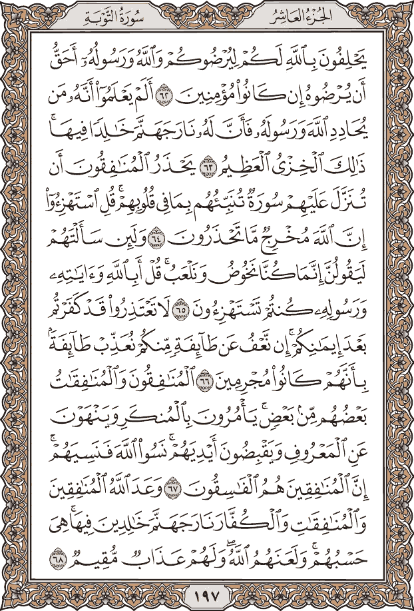 الجزء العاشر
سورة التوبة
يَحْلِفُونَ بِٱللَّهِ لَكُمْ لِيُرْضُوكُمْ وَٱللَّهُ وَرَسُولُهُۥٓ أَحَقُّ
أَن يُرْضُوهُ إِن كَانُوا۟ مُؤْمِنِينَ ٦٢ أَلَمْ يَعْلَمُوٓا۟ أَنَّهُۥ مَن
يُحَادِدِ ٱللَّهَ وَرَسُولَهُۥ فَأَنَّ لَهُۥ نَارَ جَهَنَّمَ خَٰلِدًا فِيهَا ۚ
ذَٰلِكَ ٱلْخِزْىُ ٱلْعَظِيمُ ٦٣ يَحْذَرُ ٱلْمُنَٰفِقُونَ أَن
تُنَزَّلَ عَلَيْهِمْ سُورَةٌ تُنَبِّئُهُم بِمَا فِى قُلُوبِهِمْ ۚ قُلِ ٱسْتَهْزِءُوٓا۟
إِنَّ ٱللَّهَ مُخْرِجٌ مَّا تَحْذَرُونَ ٦٤ وَلَئِن سَأَلْتَهُمْ
لَيَقُولُنَّ إِنَّمَا كُنَّا نَخُوضُ وَنَلْعَبُ ۚ قُلْ أَبِٱللَّهِ وَءَايَٰتِهِۦ
وَرَسُولِهِۦ كُنتُمْ تَسْتَهْزِءُونَ ٦٥ لَا تَعْتَذِرُوا۟ قَدْ كَفَرْتُم
بَعْدَ إِيمَٰنِكُمْ ۚ إِن نَّعْفُ عَن طَآئِفَةٍ مِّنكُمْ نُعَذِّبْ طَآئِفَةًۢ
بِأَنَّهُمْ كَانُوا۟ مُجْرِمِينَ ٦٦ ٱلْمُنَٰفِقُونَ وَٱلْمُنَٰفِقَٰتُ
بَعْضُهُم مِّنۢ بَعْضٍ ۚ يَأْمُرُونَ بِٱلْمُنكَرِ وَيَنْهَوْنَ
عَنِ ٱلْمَعْرُوفِ وَيَقْبِضُونَ أَيْدِيَهُمْ ۚ نَسُوا۟ ٱللَّهَ فَنَسِيَهُمْ ۗ
إِنَّ ٱلْمُنَٰفِقِينَ هُمُ ٱلْفَٰسِقُونَ ٦٧ وَعَدَ ٱللَّهُ ٱلْمُنَٰفِقِينَ
وَٱلْمُنَٰفِقَٰتِ وَٱلْكُفَّارَ نَارَ جَهَنَّمَ خَٰلِدِينَ فِيهَا ۚ هِىَ
حَسْبُهُمْ ۚ وَلَعَنَهُمُ ٱللَّهُ ۖ وَلَهُمْ عَذَابٌ مُّقِيمٌ ٦٨
١٩٧